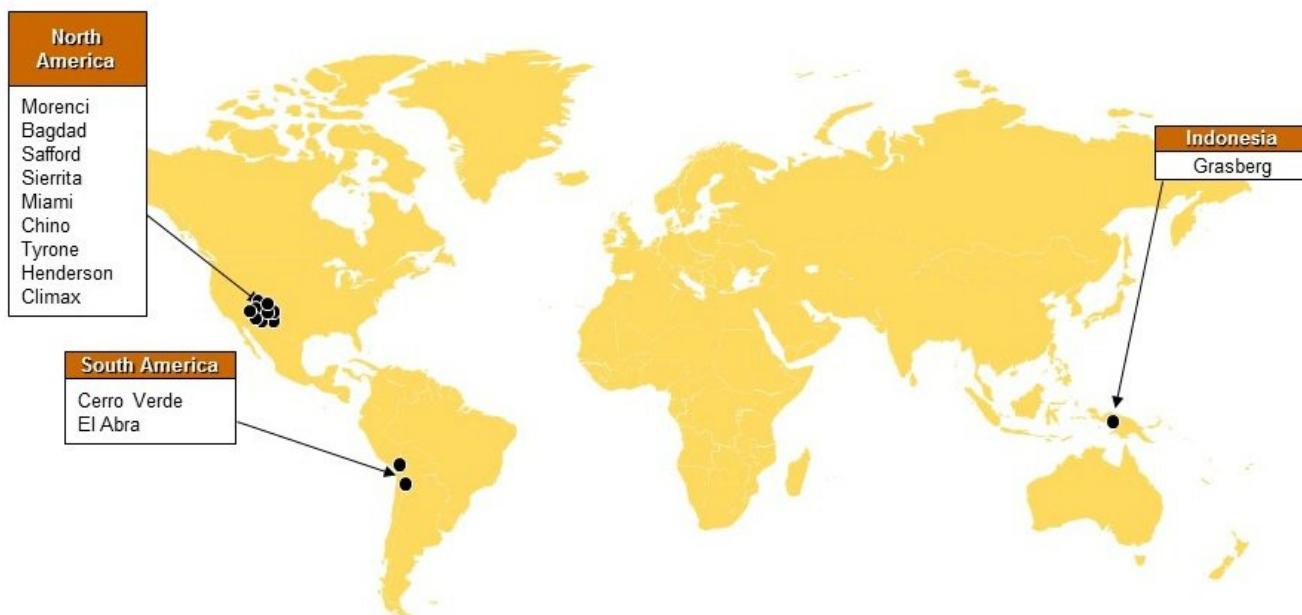 North
America
Morenci
Bagdad
Safford
Sierrita
Miami
Chino
Tyrone
Henderson
Climax
South America
Cerro Verde
El Abra
Indonesia
Grasberg